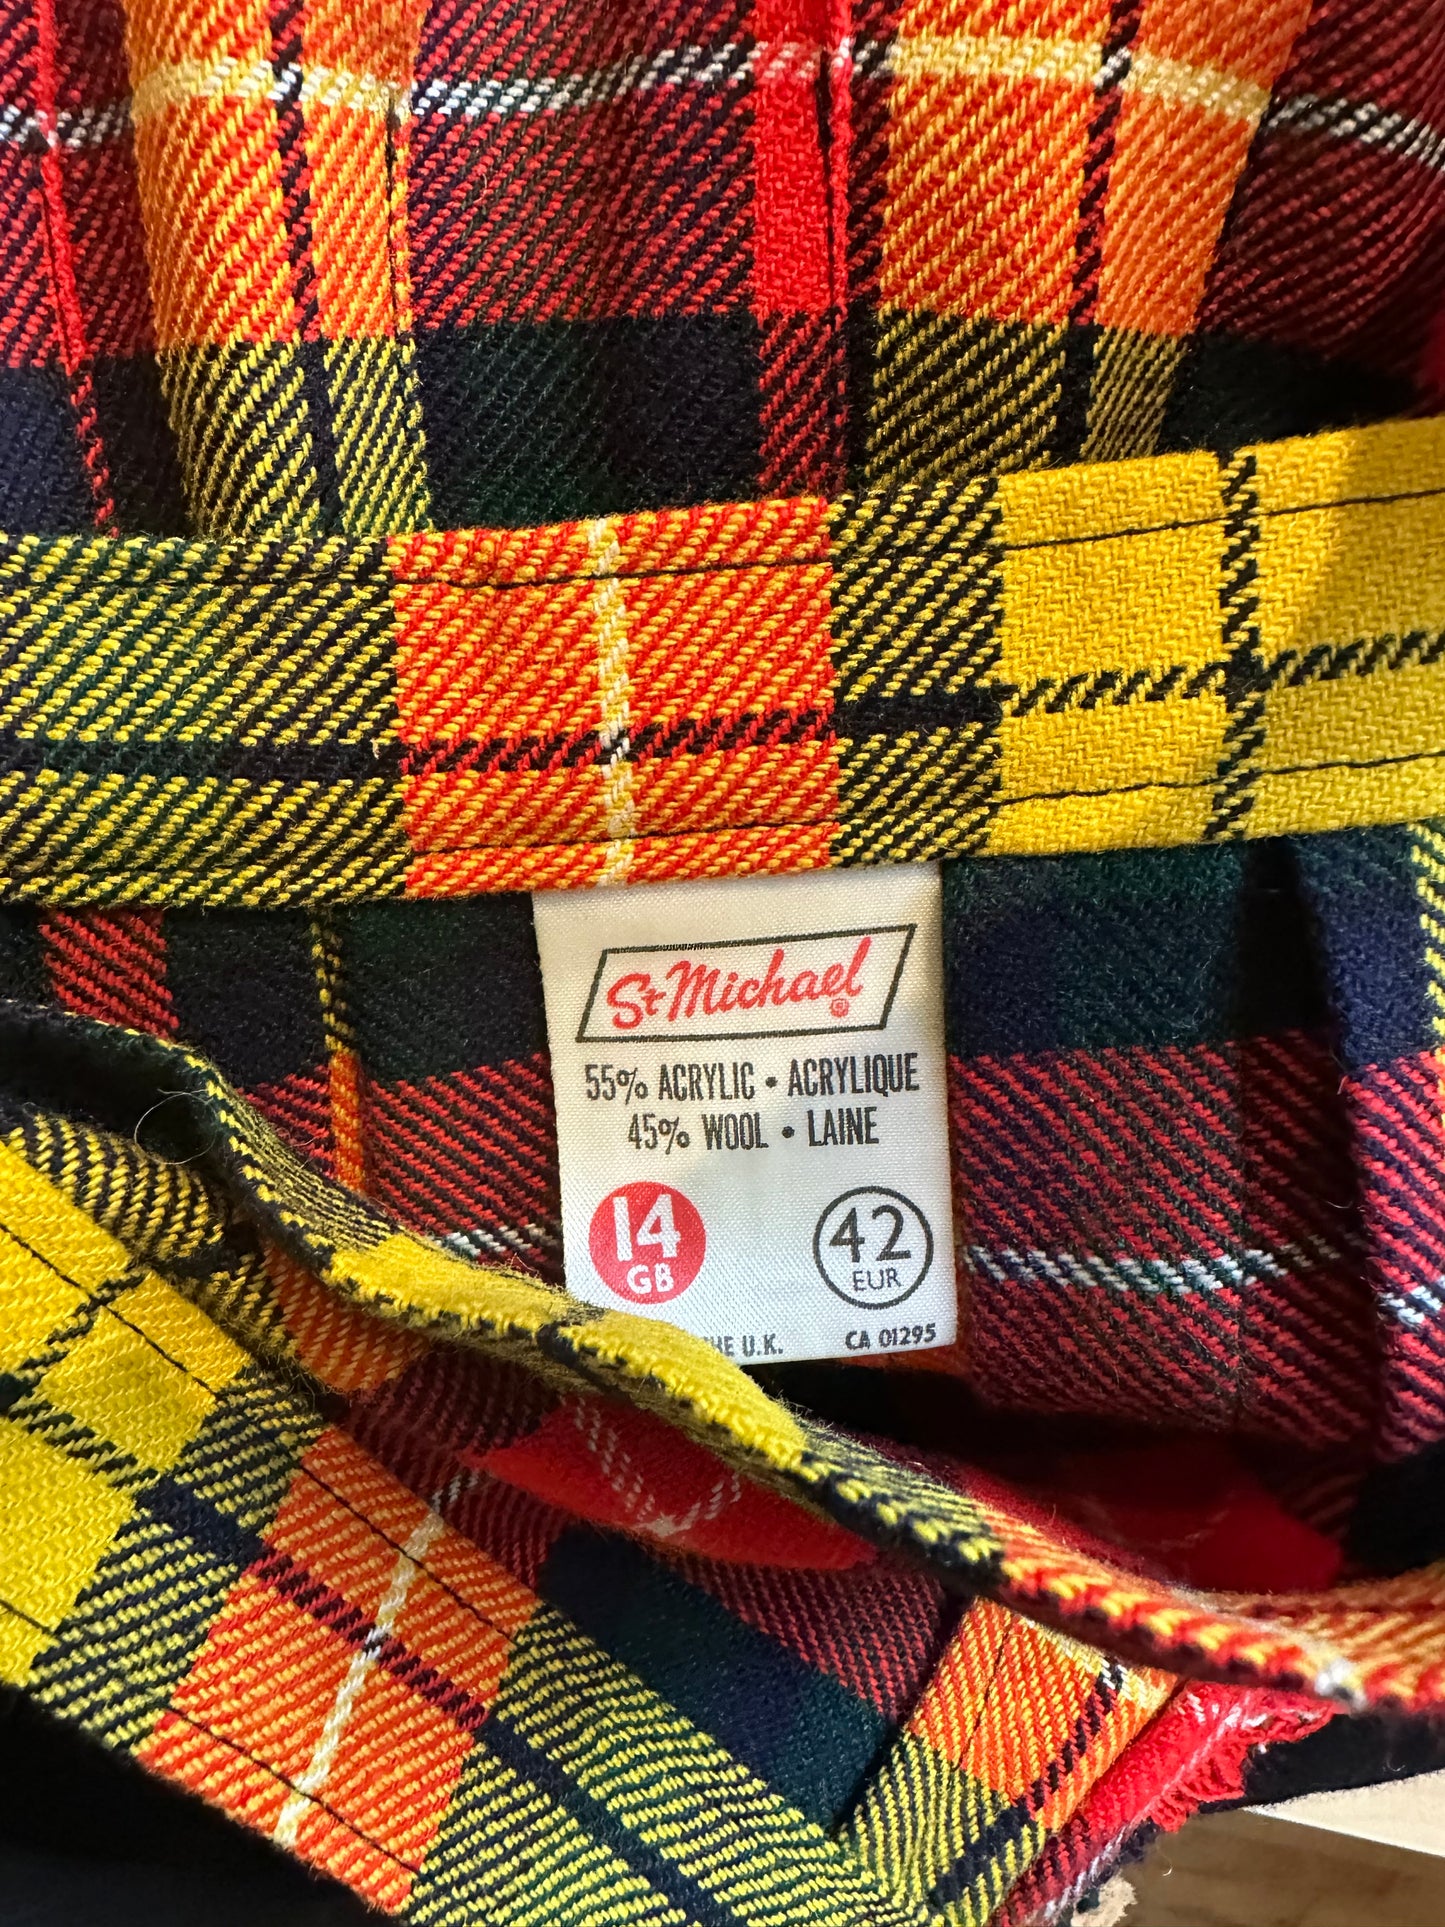 St Michael ®
55% ACRYLIC • ACRYLIQUE
45% WOOL • LAINE
14 GB
42 EUR
U.K. CA 01295